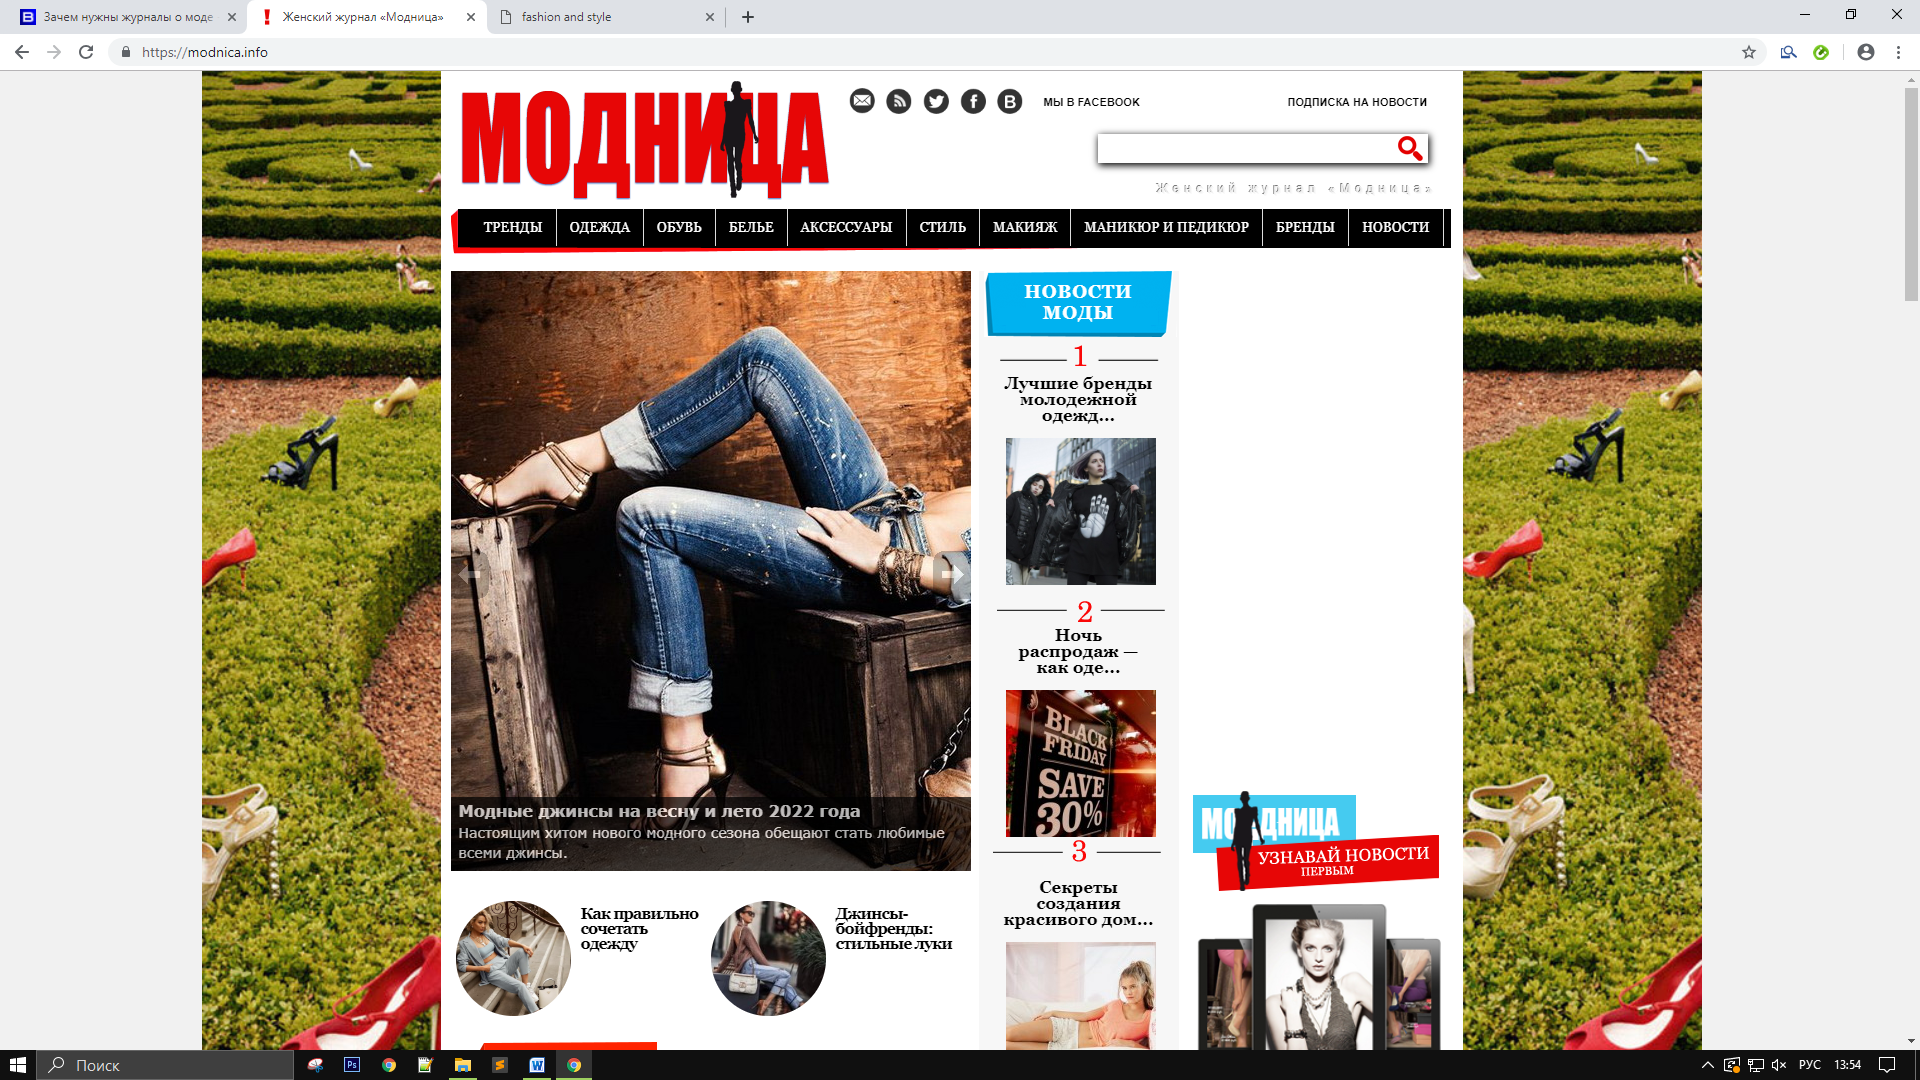 Зачем нужны журналы о моде
Женский журнал «Модница»
fashion and style
https://modnica.info
МОДНИЦА
МЫ В FACEBOOK
ПОДПИСКА НА НОВОСТИ
Женский журнал «Модница»
ТРЕНДЫ
ОДЕЖДА
ОБУВЬ
БЕЛЬЕ
АКСЕССУАРЫ
СТИЛЬ
МАКИЯЖ
МАНИКЮР И ПЕДИКЮР
БРЕНДЫ
НОВОСТИ
Модные джинсы на весну и лето 2022 года
Настоящим хитом нового модного сезона обещают стать любимые
всеми джинсы.
Как правильно
сочетать
одежду
Джинсы-
бойфренды:
стильные луки
НОВОСТИ
МОДЫ
1
Лучшие бренды
молодежной
одежд...
2
Ночь
распродаж —
как оде...
BLACK
FRIDAY
SAVE
30%
3
Секреты
создания
красивого дом...
МОДНИЦА
УЗНАВАЙ НОВОСТИ
ПЕРВЫМ
Поиск
РУС
13:54